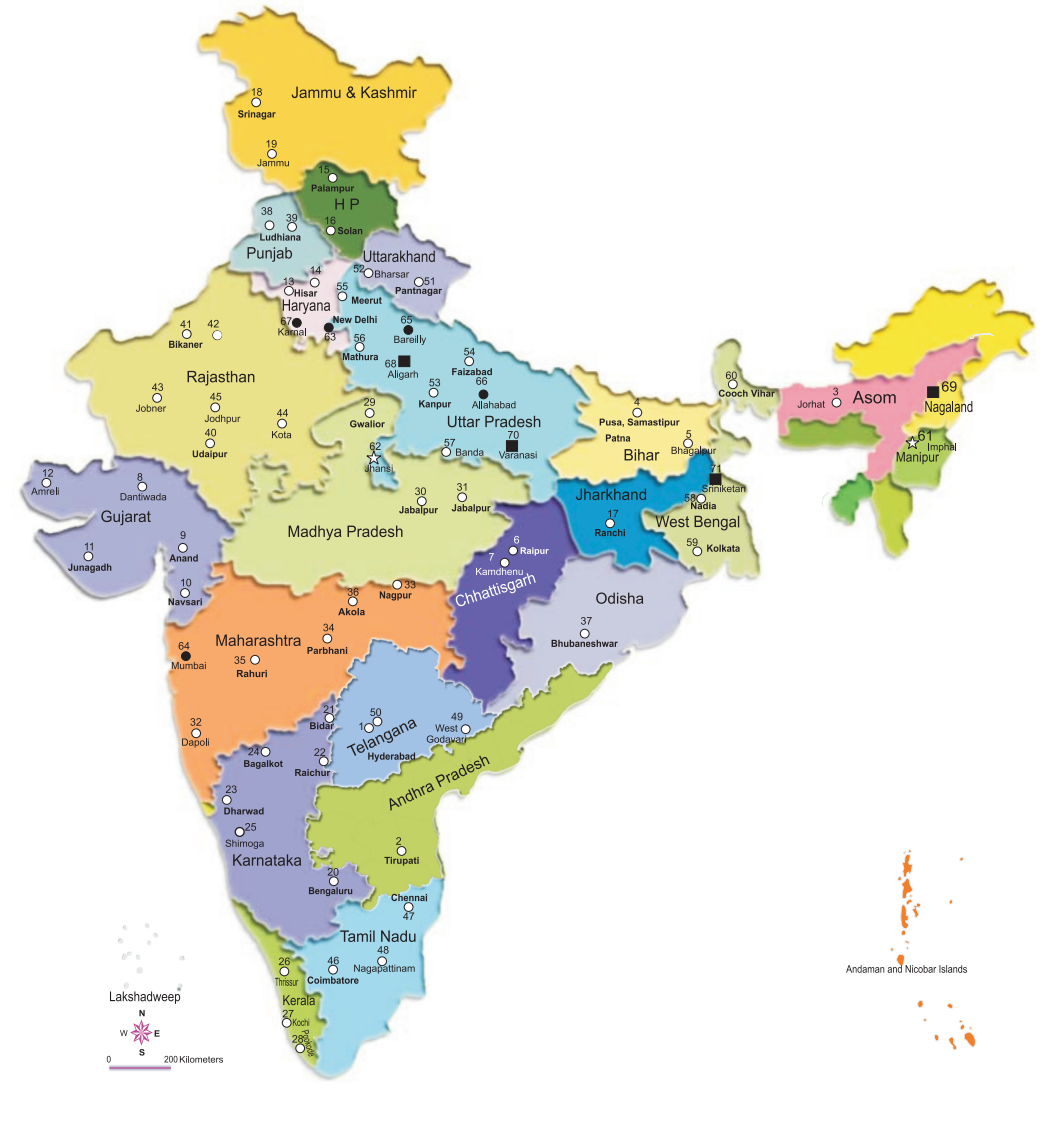 18
Jammu & Kashmir
Srinagar
19
Jammu
15
Palampur
H P
38
39
16
Solan
Ludhiana
Punjab
Uttarakhand
52
Bharsar
14
13
51
Hisar
55
Pantnagar
Meerut
Haryana
67
New Delhi
Karnal
63
65
Bareilly
41
42
Bikaner
56
Mathura
54
68
Aligarh
Faizabad
60
Cooch Vihar
Rajasthan
66
53
Kanpur
Allahabad
43
Jobner
45
Jodhpur
29
Gwalior
4
Pusa, Samastipur
3
Jorhat
Asom
69
Nagaland
44
Kota
Uttar Pradesh
Patna
5
Bhagalpur
40
Udaipur
62
Jhansi
57
Banda
70
Varanasi
Bihar
61
Imphal
Manipur
12
Amreli
8
Dantiwada
71
Sriniketan
30
Jabalpur
31
Jabalpur
Jharkhand
58
Nadia
Gujarat
17
Ranchi
West Bengal
Madhya Pradesh
9
Anand
11
Junagadh
6
Raipur
7
Kamdhenu
59
Kolkata
Chhattisgarh
10
Navsari
36
Akola
33
Nagpur
Odisha
Maharashtra
34
Parbhani
37
Bhubaneshwar
64
Mumbai
35
Rahuri
21
Bidar
50
1
Telangana
49
West
Godavari
Hyderabad
32
Dapoli
24
Bagalkot
22
Raichur
Andhra Pradesh
23
Dharwad
25
Shimoga
2
Tirupati
Karnataka
20
Bengaluru
Chennai
47
Tamil Nadu
26
Thrissur
46
Coimbatore
48
Nagapattinam
Andaman and Nicobar Islands
Lakshadweep
Kerala
27
Kochi
28
N
W
E
S
0
200 Kilometers